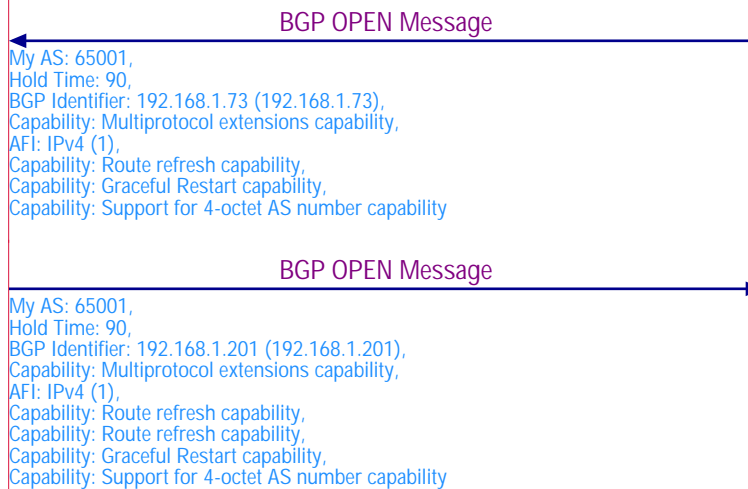 BGP OPEN Message
My AS: 65001,
Hold Time: 90,
BGP Identifier: 192.168.1.73 (192.168.1.73),
Capability: Multiprotocol extensions capability,
AFI: IPv4 (1),
Capability: Route refresh capability,
Capability: Graceful Restart capability,
Capability: Support for 4-octet AS number capability
BGP OPEN Message
My AS: 65001,
Hold Time: 90,
BGP Identifier: 192.168.1.201 (192.168.1.201),
Capability: Multiprotocol extensions capability,
AFI: IPv4 (1),
Capability: Route refresh capability,
Capability: Route refresh capability,
Capability: Graceful Restart capability,
Capability: Support for 4-octet AS number capability